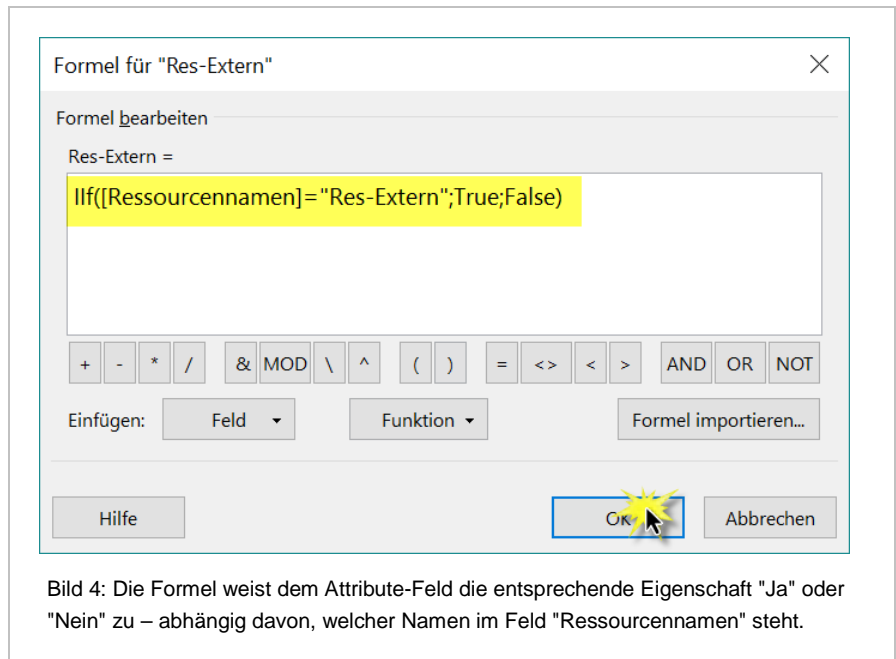 Formel für "Res-Extern"
Formel bearbeiten
Res-Extern =
IIf([Ressourcennamen]="Res-Extern";True;False)
+ - * / & MOD \ ^ ( ) = <> < > AND OR NOT
Einfügen: Feld Funktion Formel importieren...
Hilfe OK Abbrechen
Bild 4: Die Formel weist dem Attribute-Feld die entsprechende Eigenschaft "Ja" oder
"Nein" zu – abhängig davon, welcher Namen im Feld "Ressourcennamen" steht.